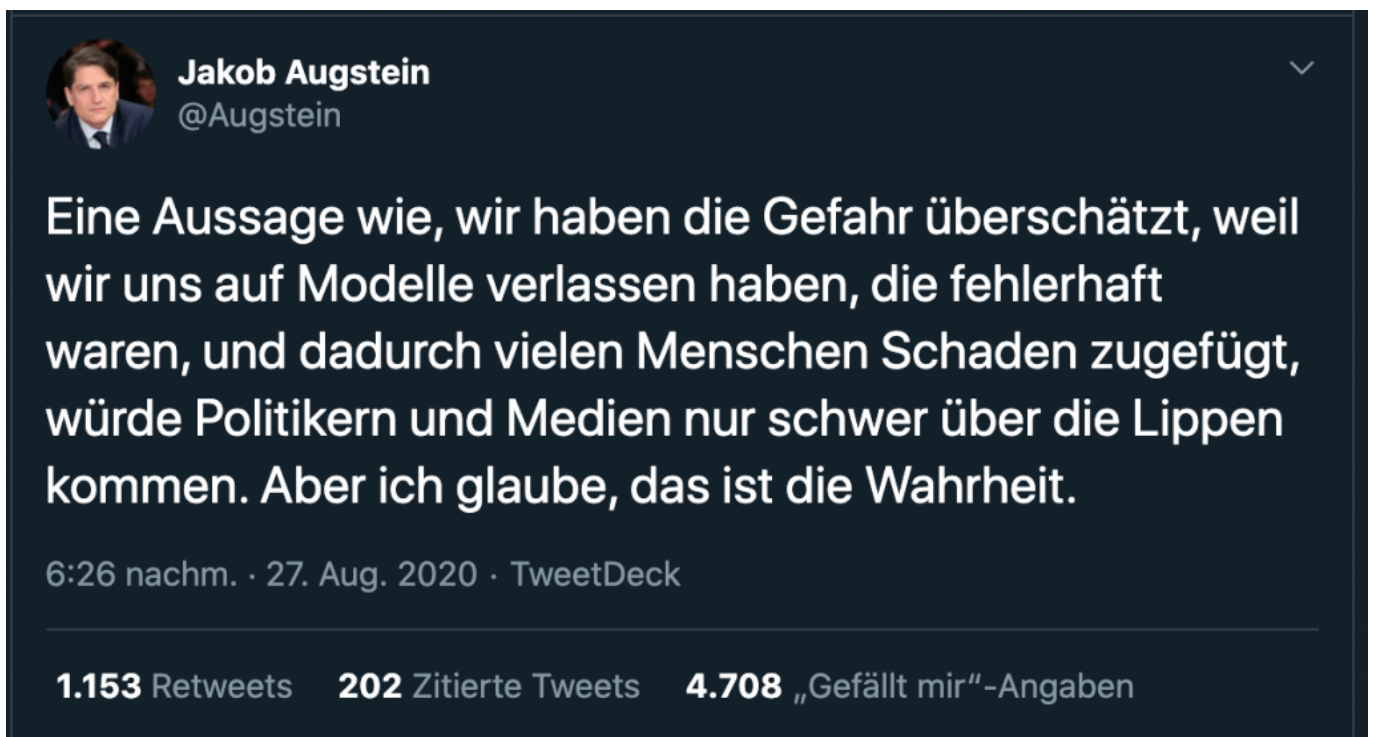 Jakob Augstein
@Augstein
Eine Aussage wie, wir haben die Gefahr überschätzt, weil
wir uns auf Modelle verlassen haben, die fehlerhaft
waren, und dadurch vielen Menschen Schaden zugefügt,
würde Politikern und Medien nur schwer über die Lippen
kommen. Aber ich glaube, das ist die Wahrheit.
6:26 nachm. · 27. Aug. 2020 · TweetDeck
1.153 Retweets 202 Zitierte Tweets 4.708 „Gefällt mir“-Angaben